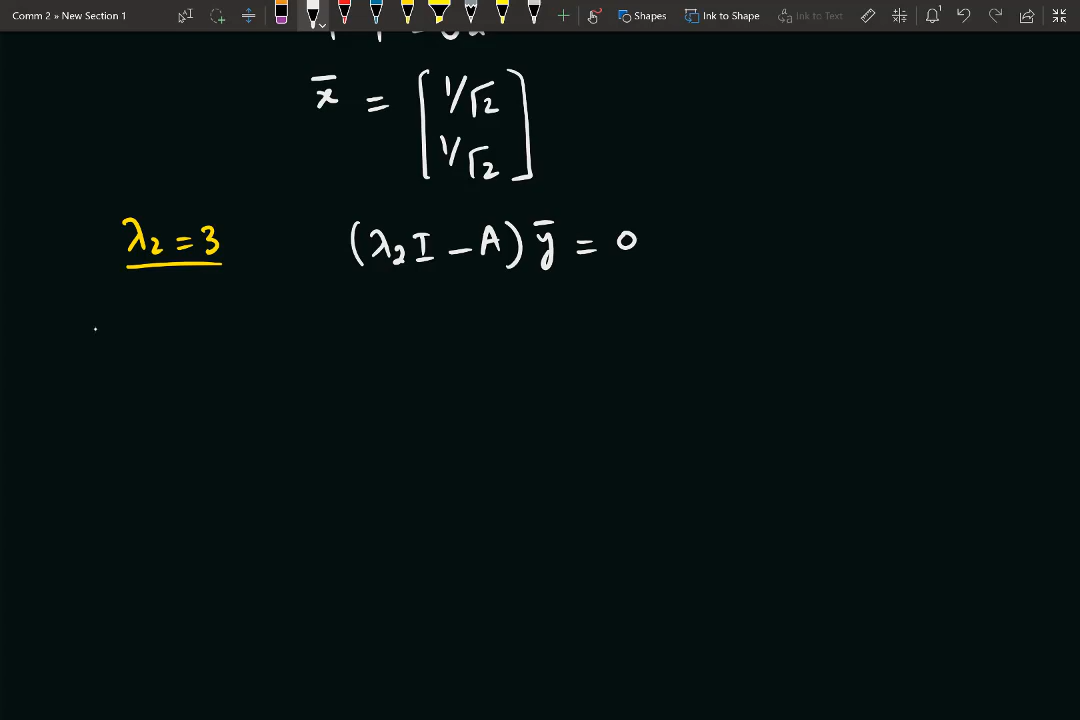 Comm 2 » New Section 1
Shapes
Ink to Shape
Ink to Text
x̄ = [1/√2
1/√2]
λ₂ = 3
(λ₂I − A) ȳ = 0